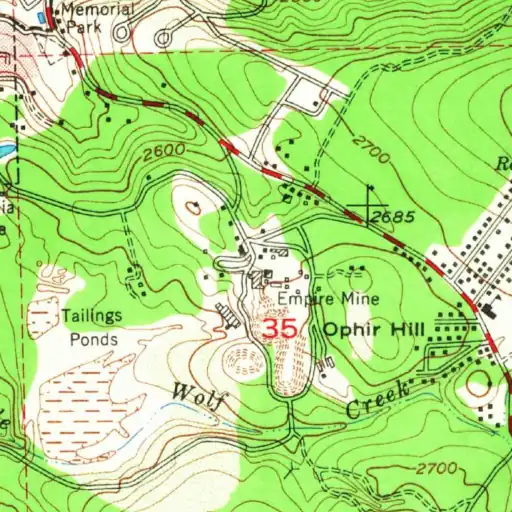 Memorial
Park
2600
2700
2685
Empire Mine
Tailings
Ponds
35
Ophir Hill
Wolf
Creek
2700